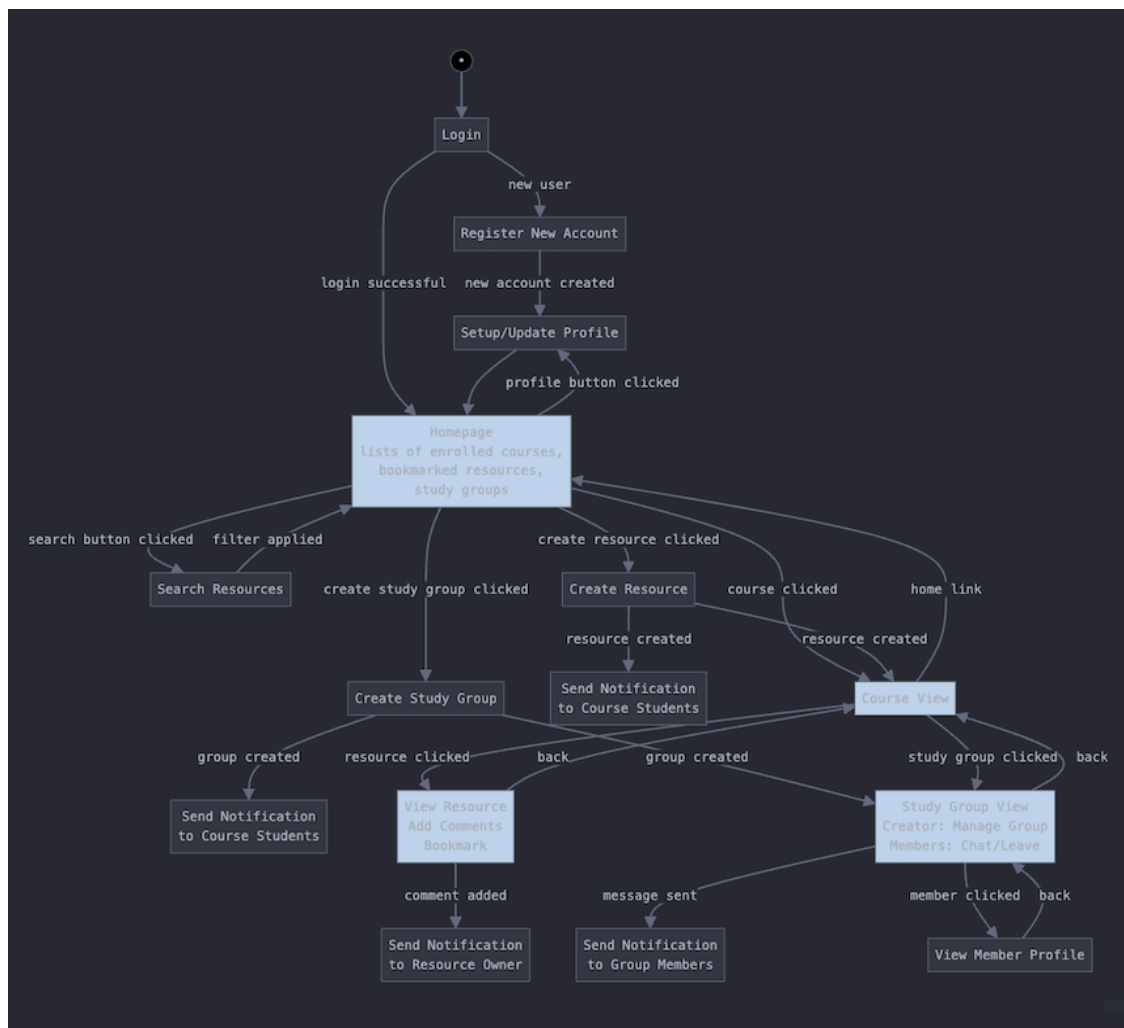 Login
new user
Register New Account
login successful
new account created
Setup/Update Profile
profile button clicked
Homepage
lists of enrolled courses,
bookmarked resources,
study groups
search button clicked
filter applied
create resource clicked
Search Resources
create study group clicked
Create Resource
course clicked
home link
resource created
resource created
Create Study Group
Send Notification
to Course Students
Course View
group created
resource clicked
back
group created
study group clicked
back
Send Notification
to Course Students
View Resource
Add Comments
Bookmark
Study Group View
Creator: Manage Group
Members: Chat/Leave
comment added
message sent
member clicked
back
Send Notification
to Resource Owner
Send Notification
to Group Members
View Member Profile